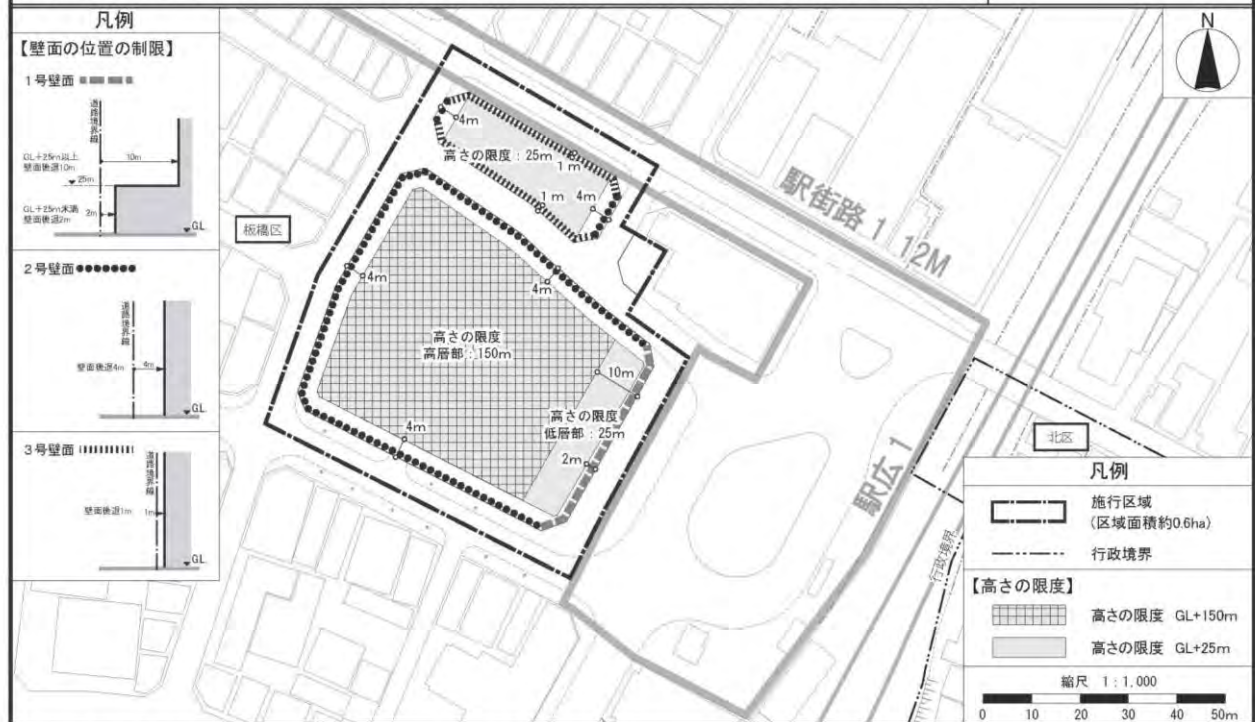 凡例
【壁面の位置の制限】
1号壁面
道路境界線
10m
GL+25m以上
壁面後退10m
25m
GL+25m未満
壁面後退2m
2m
GL
2号壁面
道路境界線
壁面後退4m
4m
GL
3号壁面
道路境界線
壁面後退1m
1m
GL
板橋区
4m
高さの限度：25m
1m
1m
4m
4m
4m
高さの限度
高層部：150m
10m
高さの限度
低層部：25m
4m
2m
駅街路 1 12M
駅広 1
行政境界
北区
N
凡例
施行区域
(区域面積約0.6ha)
行政境界
【高さの限度】
高さの限度 GL+150m
高さの限度 GL+25m
縮尺 1：1,000
0 10 20 30 40 50m